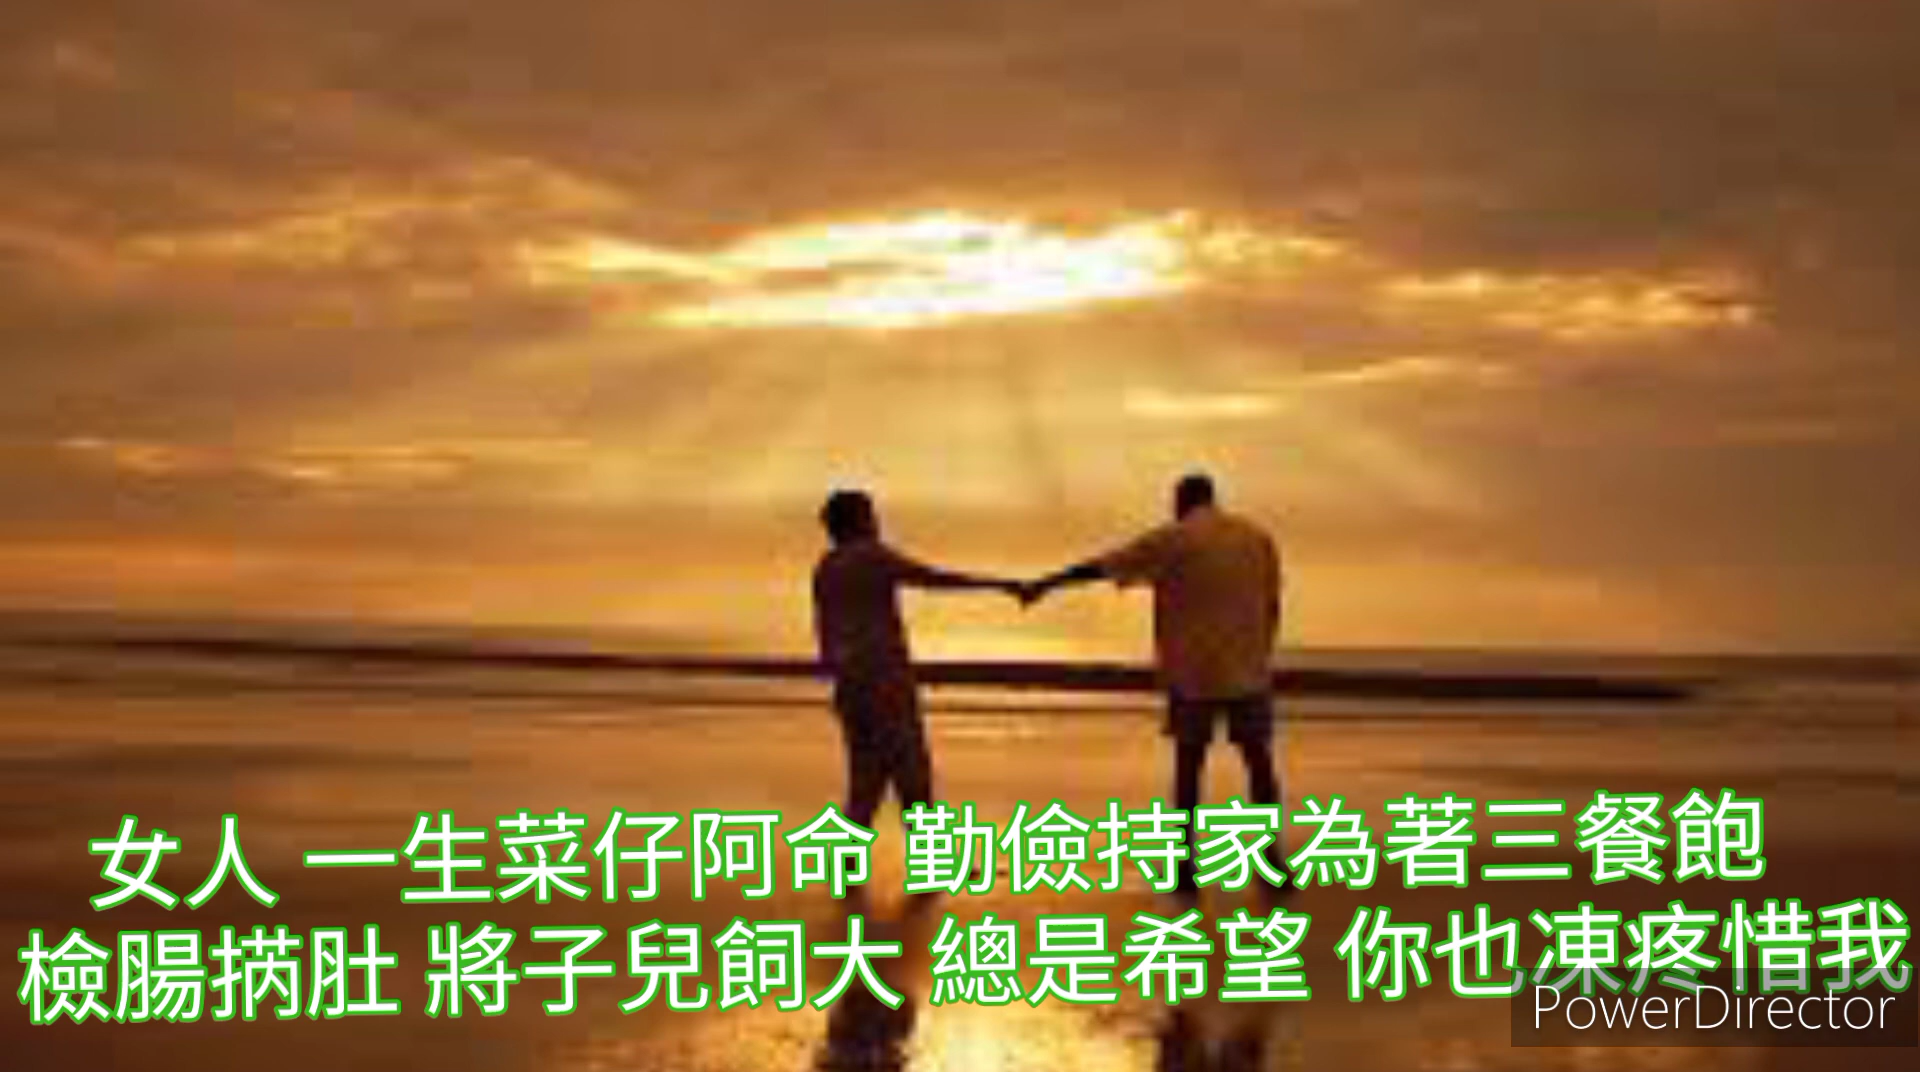 女人 一生菜仔阿命 勤儉持家為著三餐飽
檢腸揇肚 將子兒飼大 總是希望 你也凍疼惜我
PowerDirector